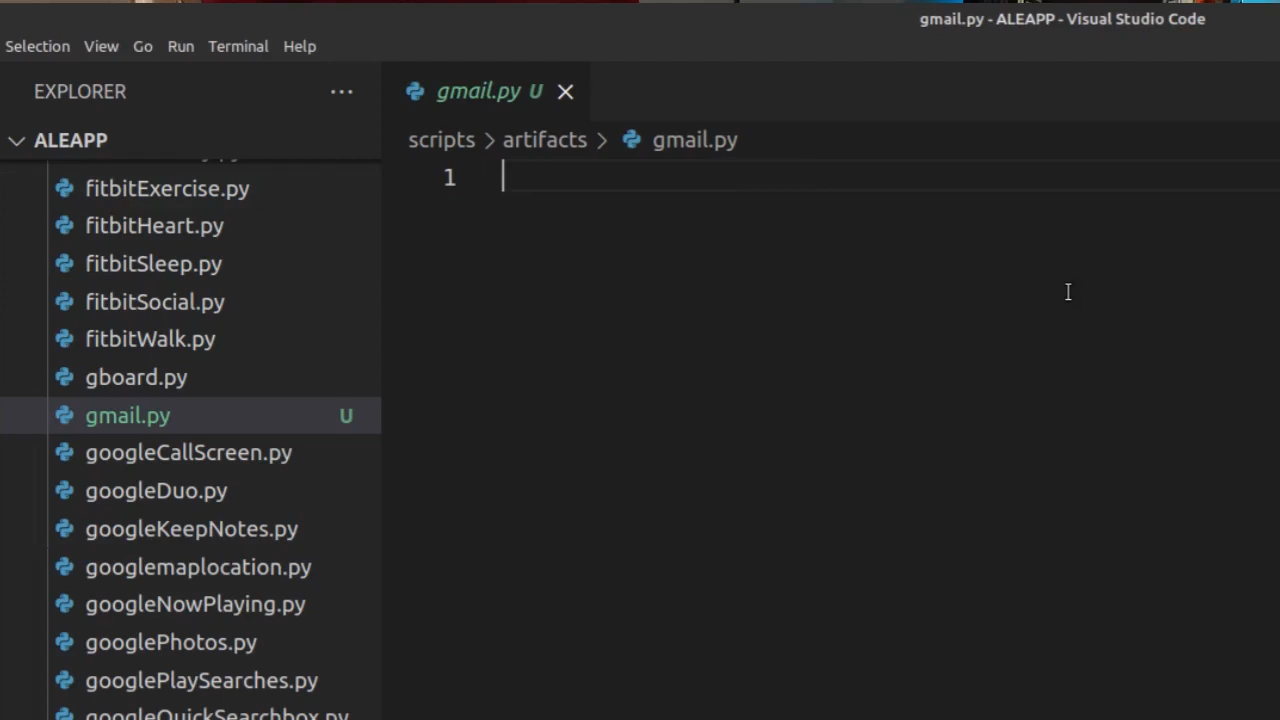 gmail.py - ALEAPP - Visual Studio Code
Selection View Go Run Terminal Help
EXPLORER ...
gmail.py U
ALEAPP
scripts > artifacts > gmail.py
1
fitbitExercise.py
fitbitHeart.py
fitbitSleep.py
fitbitSocial.py
fitbitWalk.py
gboard.py
gmail.py U
googleCallScreen.py
googleDuo.py
googleKeepNotes.py
googlemaplocation.py
googleNowPlaying.py
googlePhotos.py
googlePlaySearches.py
googleQuickSearchbox.py